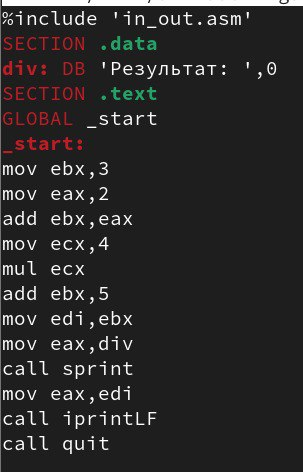 %include 'in_out.asm'
SECTION .data
div: DB 'Результат: ',0
SECTION .text
GLOBAL _start
_start:
mov ebx,3
mov eax,2
add ebx,eax
mov ecx,4
mul ecx
add ebx,5
mov edi,ebx
mov eax,div
call sprint
mov eax,edi
call iprintLF
call quit